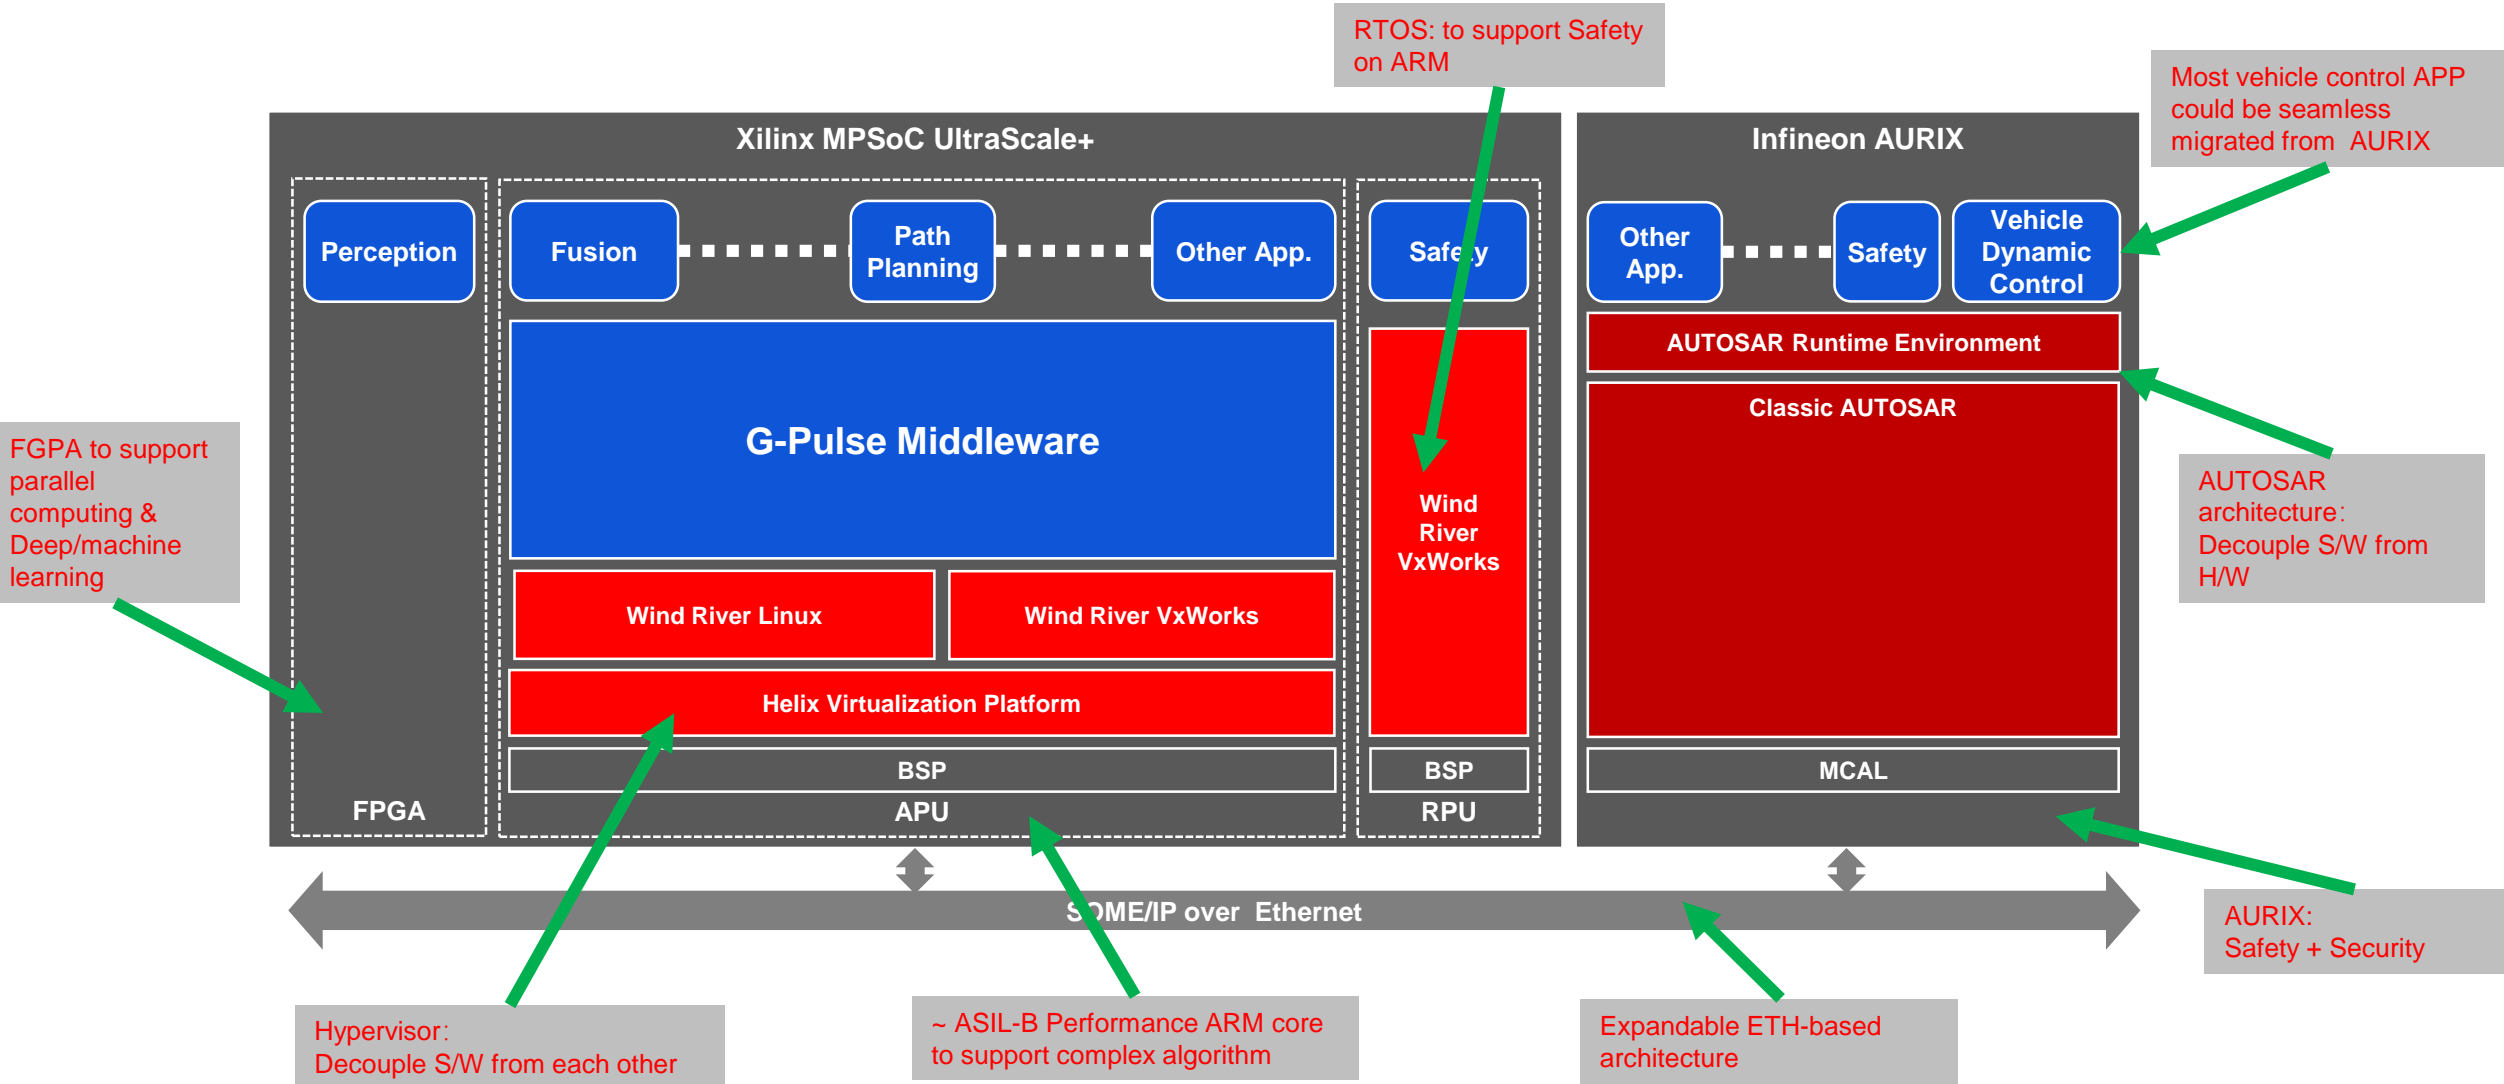 RTOS: to support Safety
on ARM
Most vehicle control APP
could be seamless
migrated from  AURIX
Xilinx MPSoC UltraScale+
Infineon AURIX
Perception
Fusion
Path
Planning
Other App.
Safety
Other
App.
Safety
Vehicle
Dynamic
Control
AUTOSAR Runtime Environment
Classic AUTOSAR
G-Pulse Middleware
FGPA to support
parallel
computing &
Deep/machine
learning
Wind
River
VxWorks
AUTOSAR
architecture：
Decouple S/W from
H/W
Wind River Linux
Wind River VxWorks
Helix Virtualization Platform
BSP
BSP
MCAL
FPGA
APU
RPU
SOME/IP over  Ethernet
AURIX:
Safety + Security
Hypervisor：
Decouple S/W from each other
~ ASIL-B Performance ARM core
to support complex algorithm
Expandable ETH-based
architecture